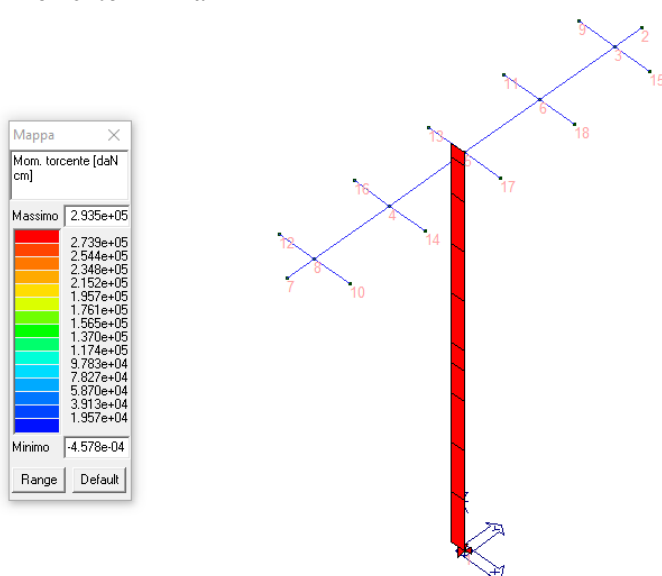 Mappa
Mom. torcente [daN
cm]
Massimo 2.935e+05
2.739e+05
2.544e+05
2.348e+05
2.152e+05
1.957e+05
1.761e+05
1.565e+05
1.370e+05
1.174e+05
9.783e+04
7.827e+04
5.870e+04
3.913e+04
1.957e+04
Minimo -4.578e-04
Range Default
9
2
3
15
11
6
18
13
5
17
16
4
14
12
8
7
10